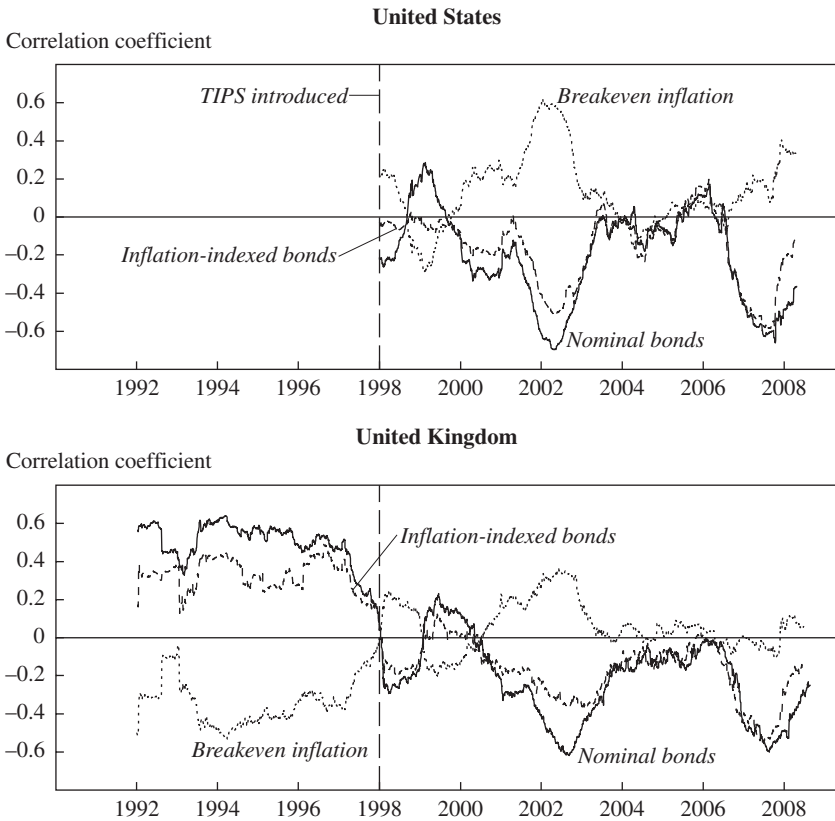 United States
Correlation coefficient
0.6
TIPS introduced
Breakeven inflation
0.4
0.2
0
–0.2
Inflation-indexed bonds
–0.4
–0.6
Nominal bonds
1992 1994 1996 1998 2000 2002 2004 2006 2008
United Kingdom
Correlation coefficient
0.6
Inflation-indexed bonds
0.4
0.2
0
–0.2
–0.4
–0.6
Breakeven inflation
Nominal bonds
1992 1994 1996 1998 2000 2002 2004 2006 2008